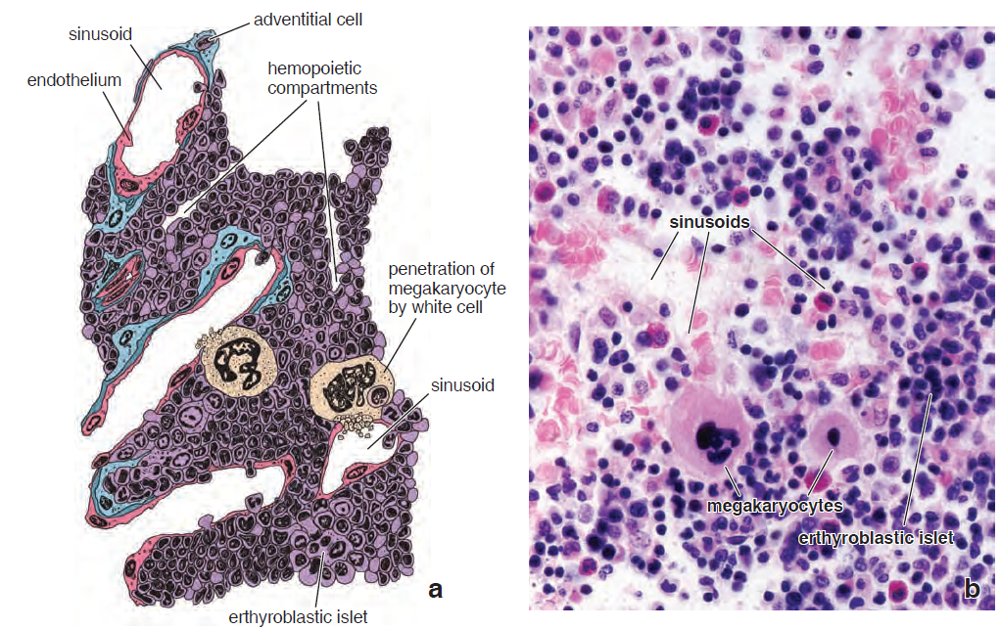 adventitial cell
sinusoid
endothelium
hemopoietic
compartments
penetration of
megakaryocyte
by white cell
sinusoid
erthyroblastic islet
a
sinusoids
megakaryocytes
erthyroblastic islet
b